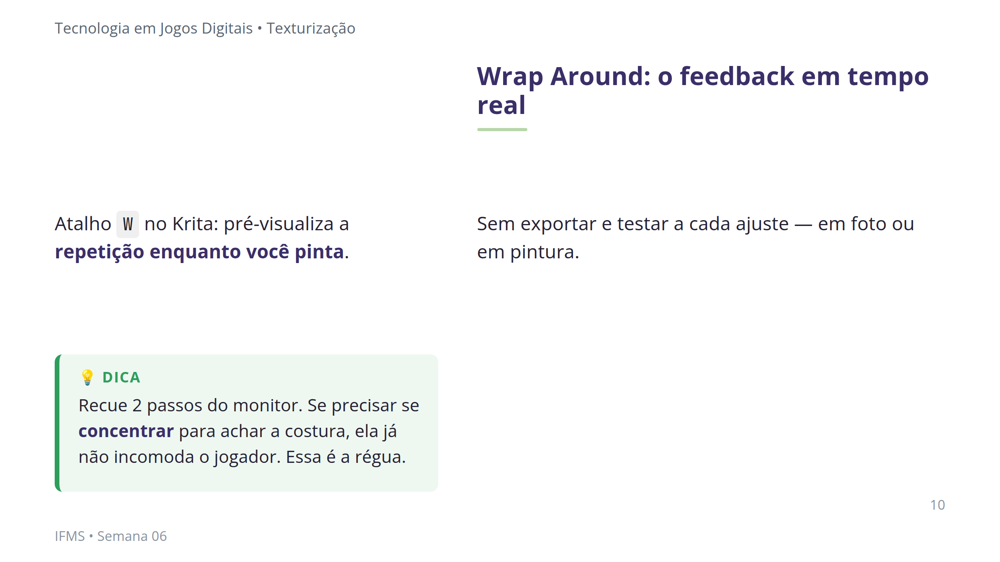 Tecnologia em Jogos Digitais • Texturização
Wrap Around: o feedback em tempo
real
Atalho W no Krita: pré-visualiza a
repetição enquanto você pinta.
Sem exportar e testar a cada ajuste — em foto ou
em pintura.
💡 DICA
Recue 2 passos do monitor. Se precisar se
concentrar para achar a costura, ela já
não incomoda o jogador. Essa é a régua.
10
IFMS • Semana 06